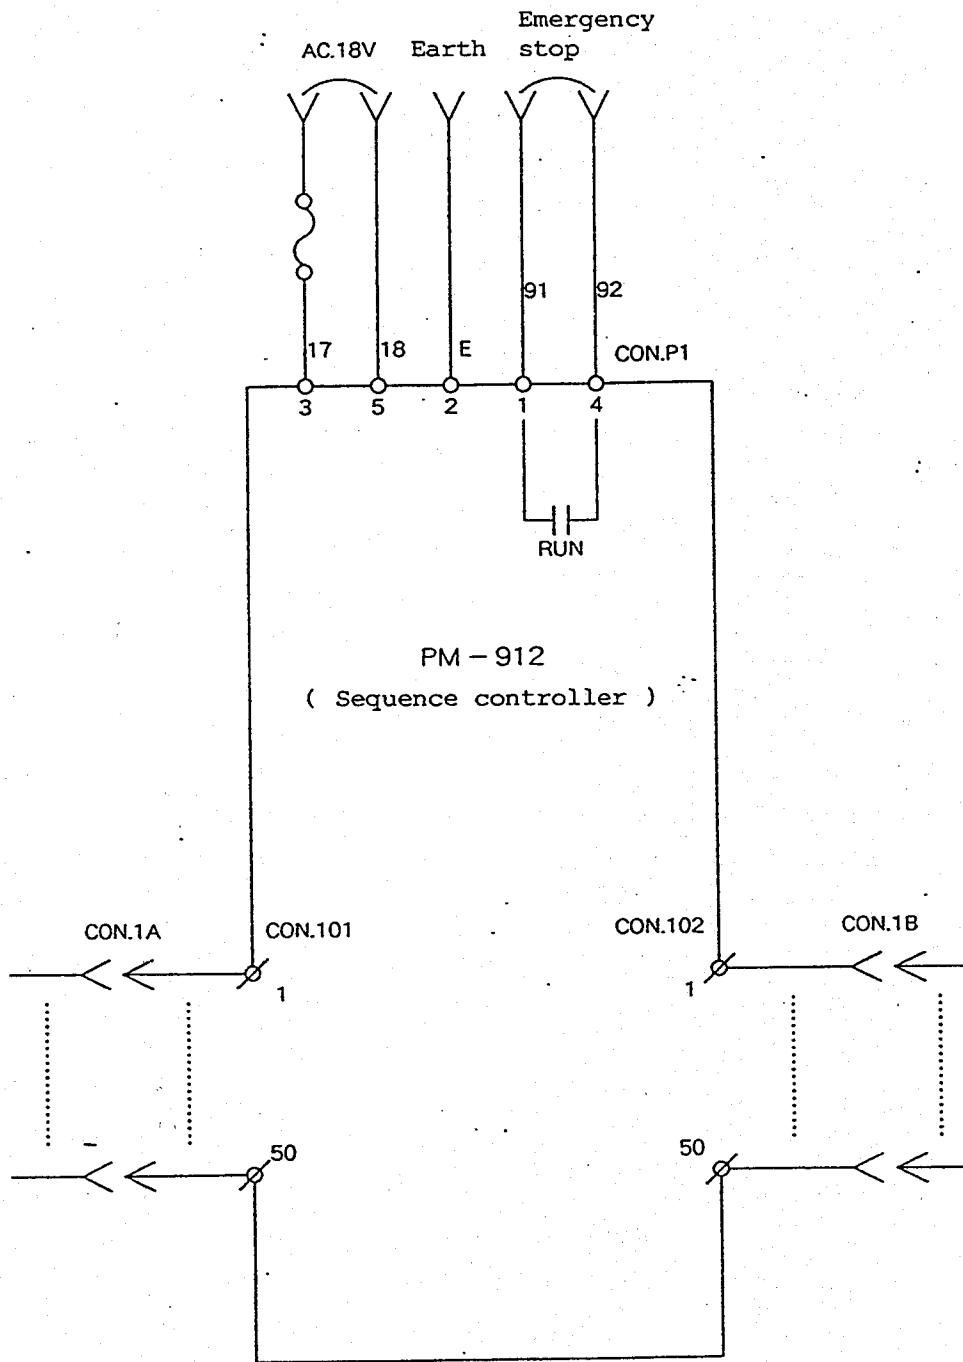 Emergency
AC.18V Earth stop
91 92
17 18 E CON.P1
3 5 2 1 4
RUN
PM-912
( Sequence controller )
CON.1A CON.101 CON.102 CON.1B
1 1
50 50